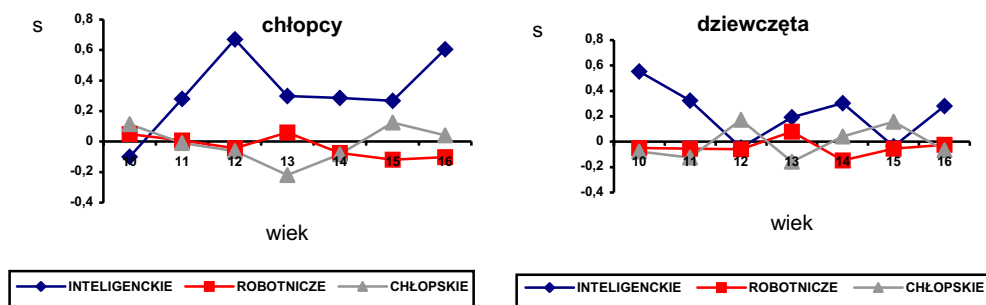 chłopcy
s
0,8
0,6
0,4
0,2
0
-0,2
-0,4
10 11 12 13 14 15 16
wiek
INTELIGENCKIE ROBOTNICZE CHŁOPSKIE
dziewczęta
s
0,8
0,6
0,4
0,2
0
-0,2
-0,4
10 11 12 13 14 15 16
wiek
INTELIGENCKIE ROBOTNICZE CHŁOPSKIE